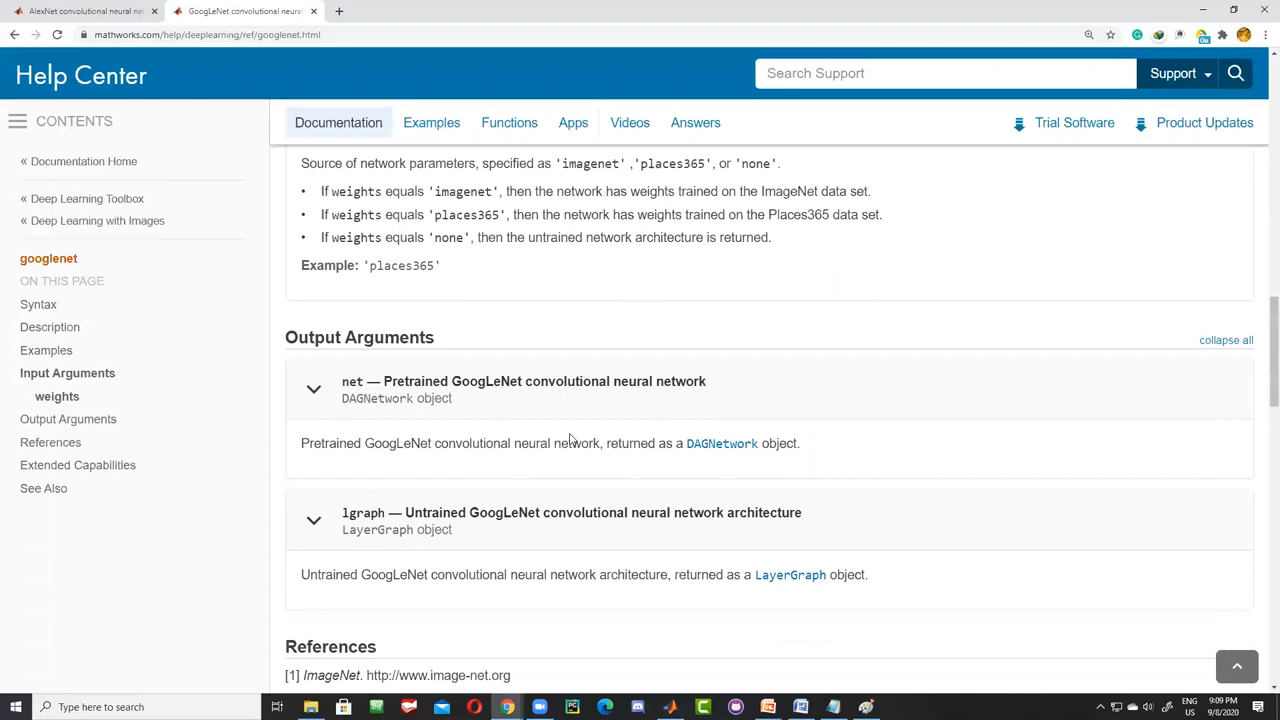 AlexNet convolutional neural net
GoogLeNet convolutional neural
mathworks.com/help/deeplearning/ref/googlenet.html
Help Center
Search Support
Support
CONTENTS
Documentation
Examples
Functions
Apps
Videos
Answers
Trial Software
Product Updates
« Documentation Home
« Deep Learning Toolbox
« Deep Learning with Images
googlenet
ON THIS PAGE
Syntax
Description
Examples
Input Arguments
weights
Output Arguments
References
Extended Capabilities
See Also
Source of network parameters, specified as 'imagenet' ,'places365', or 'none'.
• If weights equals 'imagenet', then the network has weights trained on the ImageNet data set.
• If weights equals 'places365', then the network has weights trained on the Places365 data set.
• If weights equals 'none', then the untrained network architecture is returned.
Example: 'places365'
Output Arguments
collapse all
net — Pretrained GoogLeNet convolutional neural network
DAGNetwork object
Pretrained GoogLeNet convolutional neural network, returned as a DAGNetwork object.
lgraph — Untrained GoogLeNet convolutional neural network architecture
LayerGraph object
Untrained GoogLeNet convolutional neural network architecture, returned as a LayerGraph object.
References
[1] ImageNet. http://www.image-net.org
Type here to search
ENG
US
9:09 PM
9/8/2020